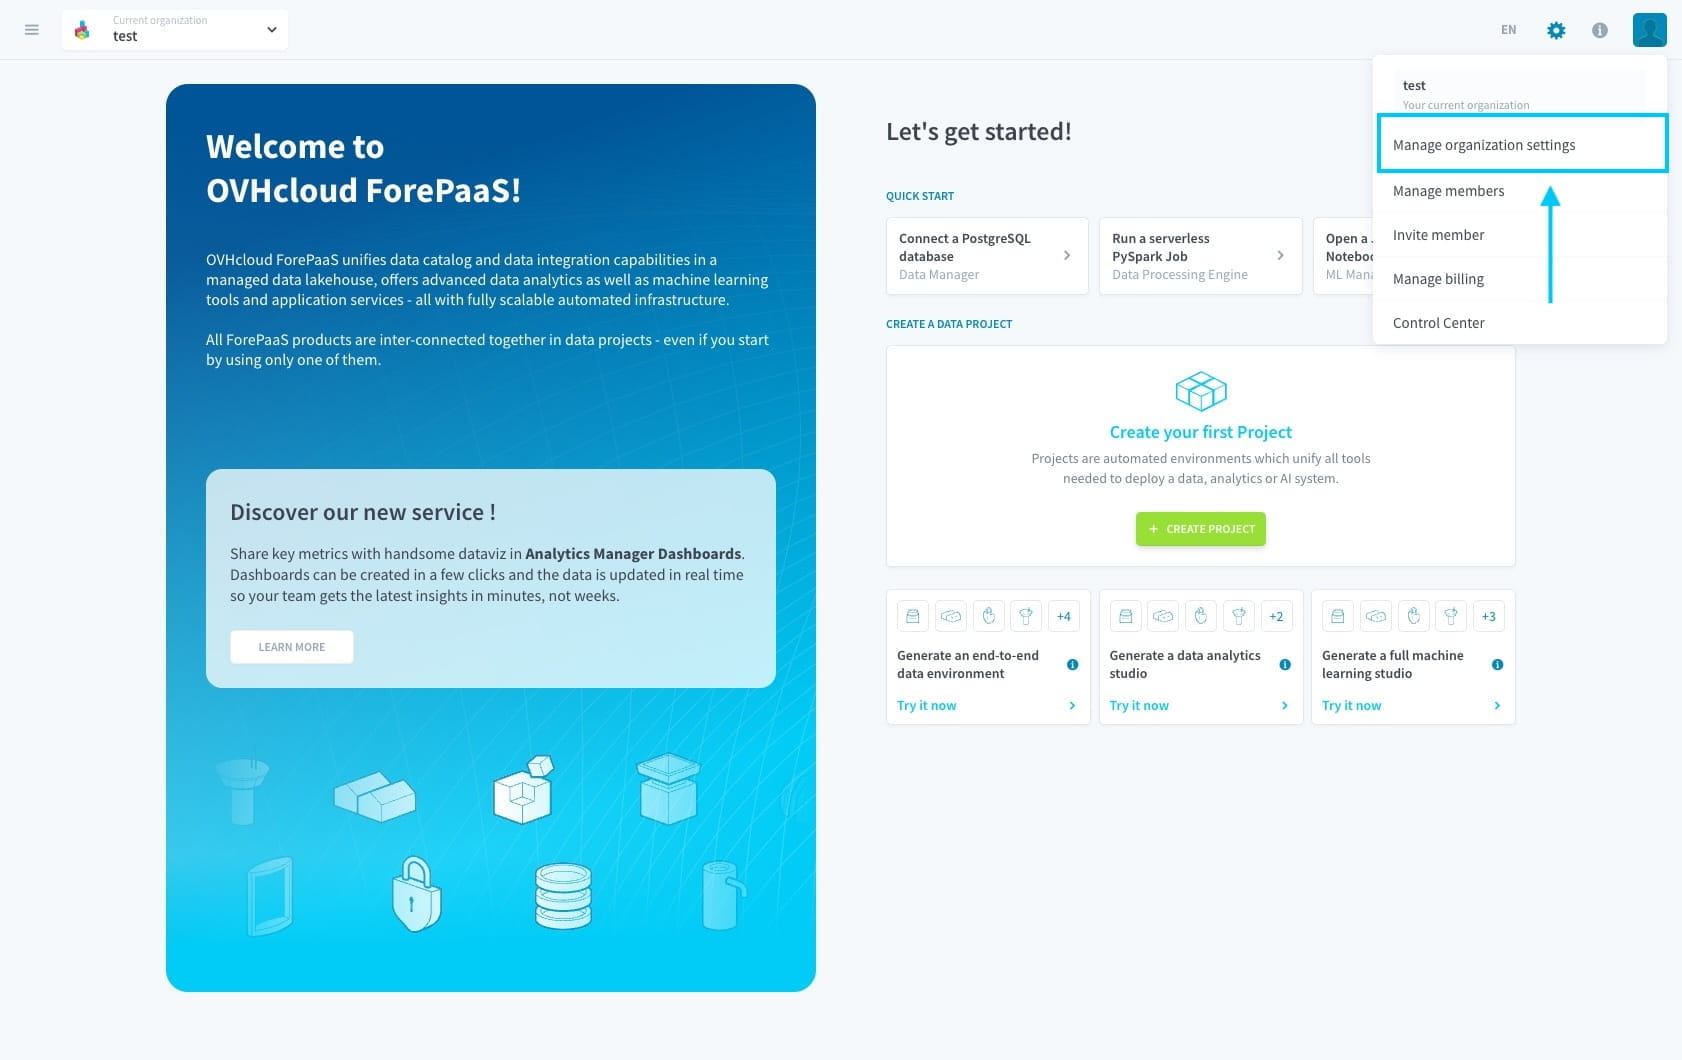 Current organization
test
EN
test
Your current organization
Manage organization settings
Manage members
Invite member
Manage billing
Control Center
Welcome to
OVHcloud ForePaaS!
OVHcloud ForePaaS unifies data catalog and data integration capabilities in a
managed data lakehouse, offers advanced data analytics as well as machine learning
tools and application services - all with fully scalable automated infrastructure.
All ForePaaS products are inter-connected together in data projects - even if you start
by using only one of them.
Discover our new service !
Share key metrics with handsome dataviz in Analytics Manager Dashboards.
Dashboards can be created in a few clicks and the data is updated in real time
so your team gets the latest insights in minutes, not weeks.
LEARN MORE
Let's get started!
QUICK START
Connect a PostgreSQL
database
Data Manager
Run a serverless
PySpark Job
Data Processing Engine
Open a
ML
CREATE A DATA PROJECT
Create your first Project
Projects are automated environments which unify all tools
needed to deploy a data, analytics or AI system.
+ CREATE PROJECT
+4
Generate an end-to-end
data environment
Try it now
+2
Generate a data analytics
studio
Try it now
+3
Generate a full machine
learning studio
Try it now